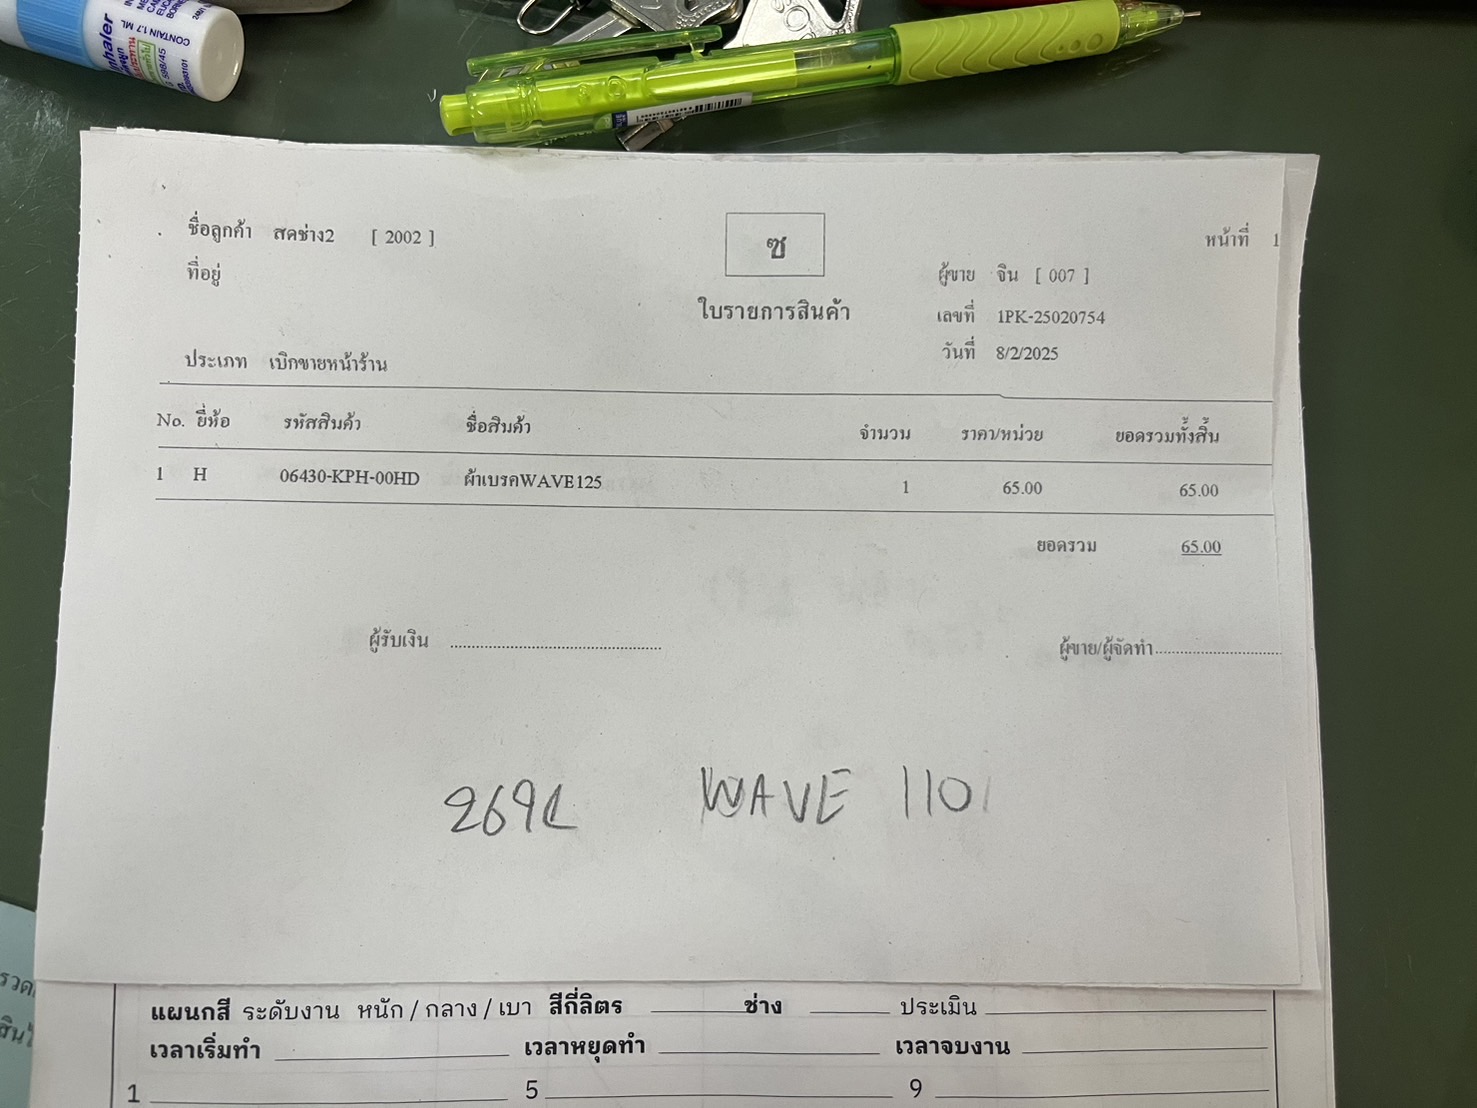 nhaler
CONTAIN 1.7 ML
588/45
ชื่อลูกค้า สดช่าง2 [ 2002 ]
ซ
หน้าที่ 1
ที่อยู่
ผู้ขาย จิน [ 007 ]
ใบรายการสินค้า
เลขที่ 1PK-25020754
วันที่ 8/2/2025
ประเภท เบิกขายหน้าร้าน
No. ยี่ห้อ รหัสสินค้า ชื่อสินค้า จำนวน ราคา/หน่วย ยอดรวมทั้งสิ้น
1 H 06430-KPH-00HD ผ้าเบรคWAVE125 1 65.00 65.00
ยอดรวม 65.00
ผู้รับเงิน
ผู้ขาย/ผู้จัดทำ
WAVE 110
แผนกสี ระดับงาน หนัก / กลาง / เบา สีกี่ลิตร ช่าง ประเมิน
เวลาเริ่มทำ เวลาหยุดทำ เวลาจบงาน
1 5 9